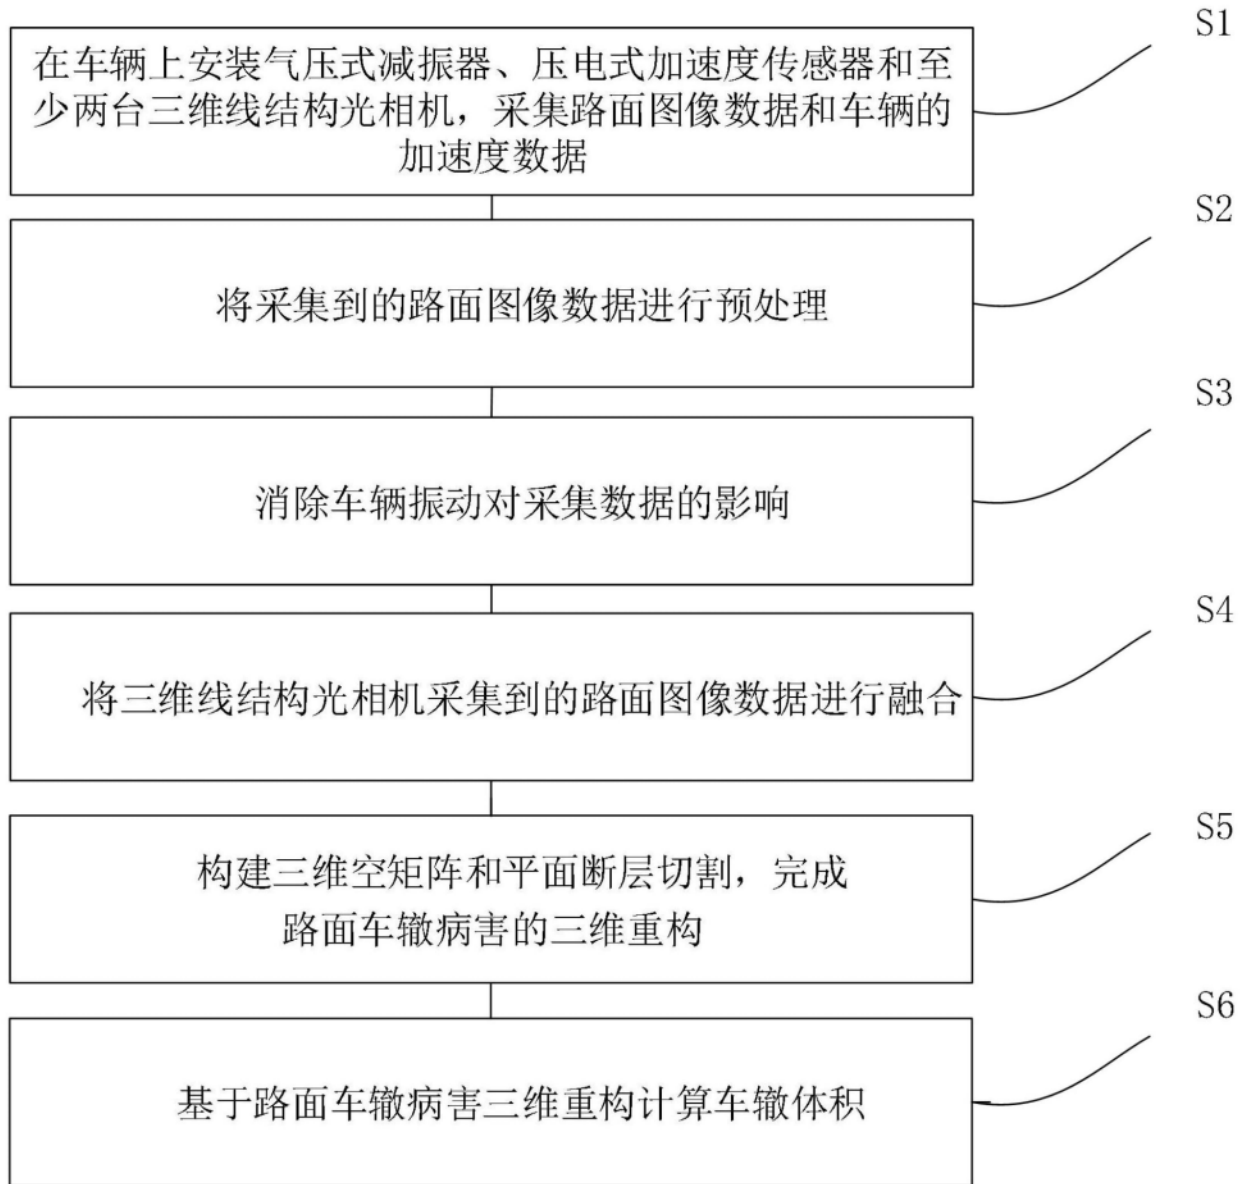 S1
在车辆上安装气压式减振器、压电式加速度传感器和至
少两台三维线结构光相机，采集路面图像数据和车辆的
加速度数据
S2
将采集到的路面图像数据进行预处理
S3
消除车辆振动对采集数据的影响
S4
将三维线结构光相机采集到的路面图像数据进行融合
S5
构建三维空矩阵和平面断层切割，完成
路面车辙病害的三维重构
S6
基于路面车辙病害三维重构计算车辙体积